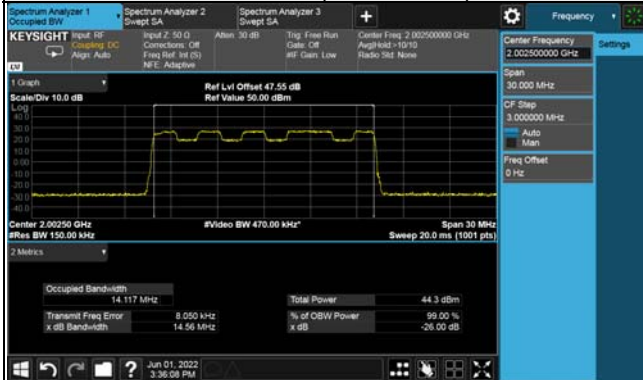 Spectrum Analyzer 1
Occupied BW
Spectrum Analyzer 2
Swept SA
Spectrum Analyzer 3
Swept SA
Frequency
KEYSIGHT
Input: RF
Coupling: DC
Align: Auto
Input Z: 50 Ω
Corrections: Off
Freq Ref: Int (S)
NFE: Adaptive
Atten: 30 dB
Trig: Free Run
Gate: Off
#IF Gain: Low
Center Freq: 2.002500000 GHz
Avg|Hold:>10/10
Radio Std: None
Center Frequency
2.002500000 GHz
Settings
Span
30.000 MHz
CF Step
3.000000 MHz
Auto
Man
Freq Offset
0 Hz
1 Graph
Scale/Div 10.0 dB
Ref Lvl Offset 47.55 dB
Ref Value 50.00 dBm
Log
40.0
30.0
20.0
10.0
0.00
-10.0
-20.0
-30.0
-40.0
Center 2.00250 GHz
#Res BW 150.00 kHz
#Video BW 470.00 kHz*
Span 30 MHz
Sweep 20.0 ms (1001 pts)
2 Metrics
Occupied Bandwidth
14.117 MHz
Total Power
44.3 dBm
Transmit Freq Error
8.050 kHz
% of OBW Power
99.00 %
x dB Bandwidth
14.56 MHz
x dB
-26.00 dB
Jun 01, 2022
3:36:08 PM